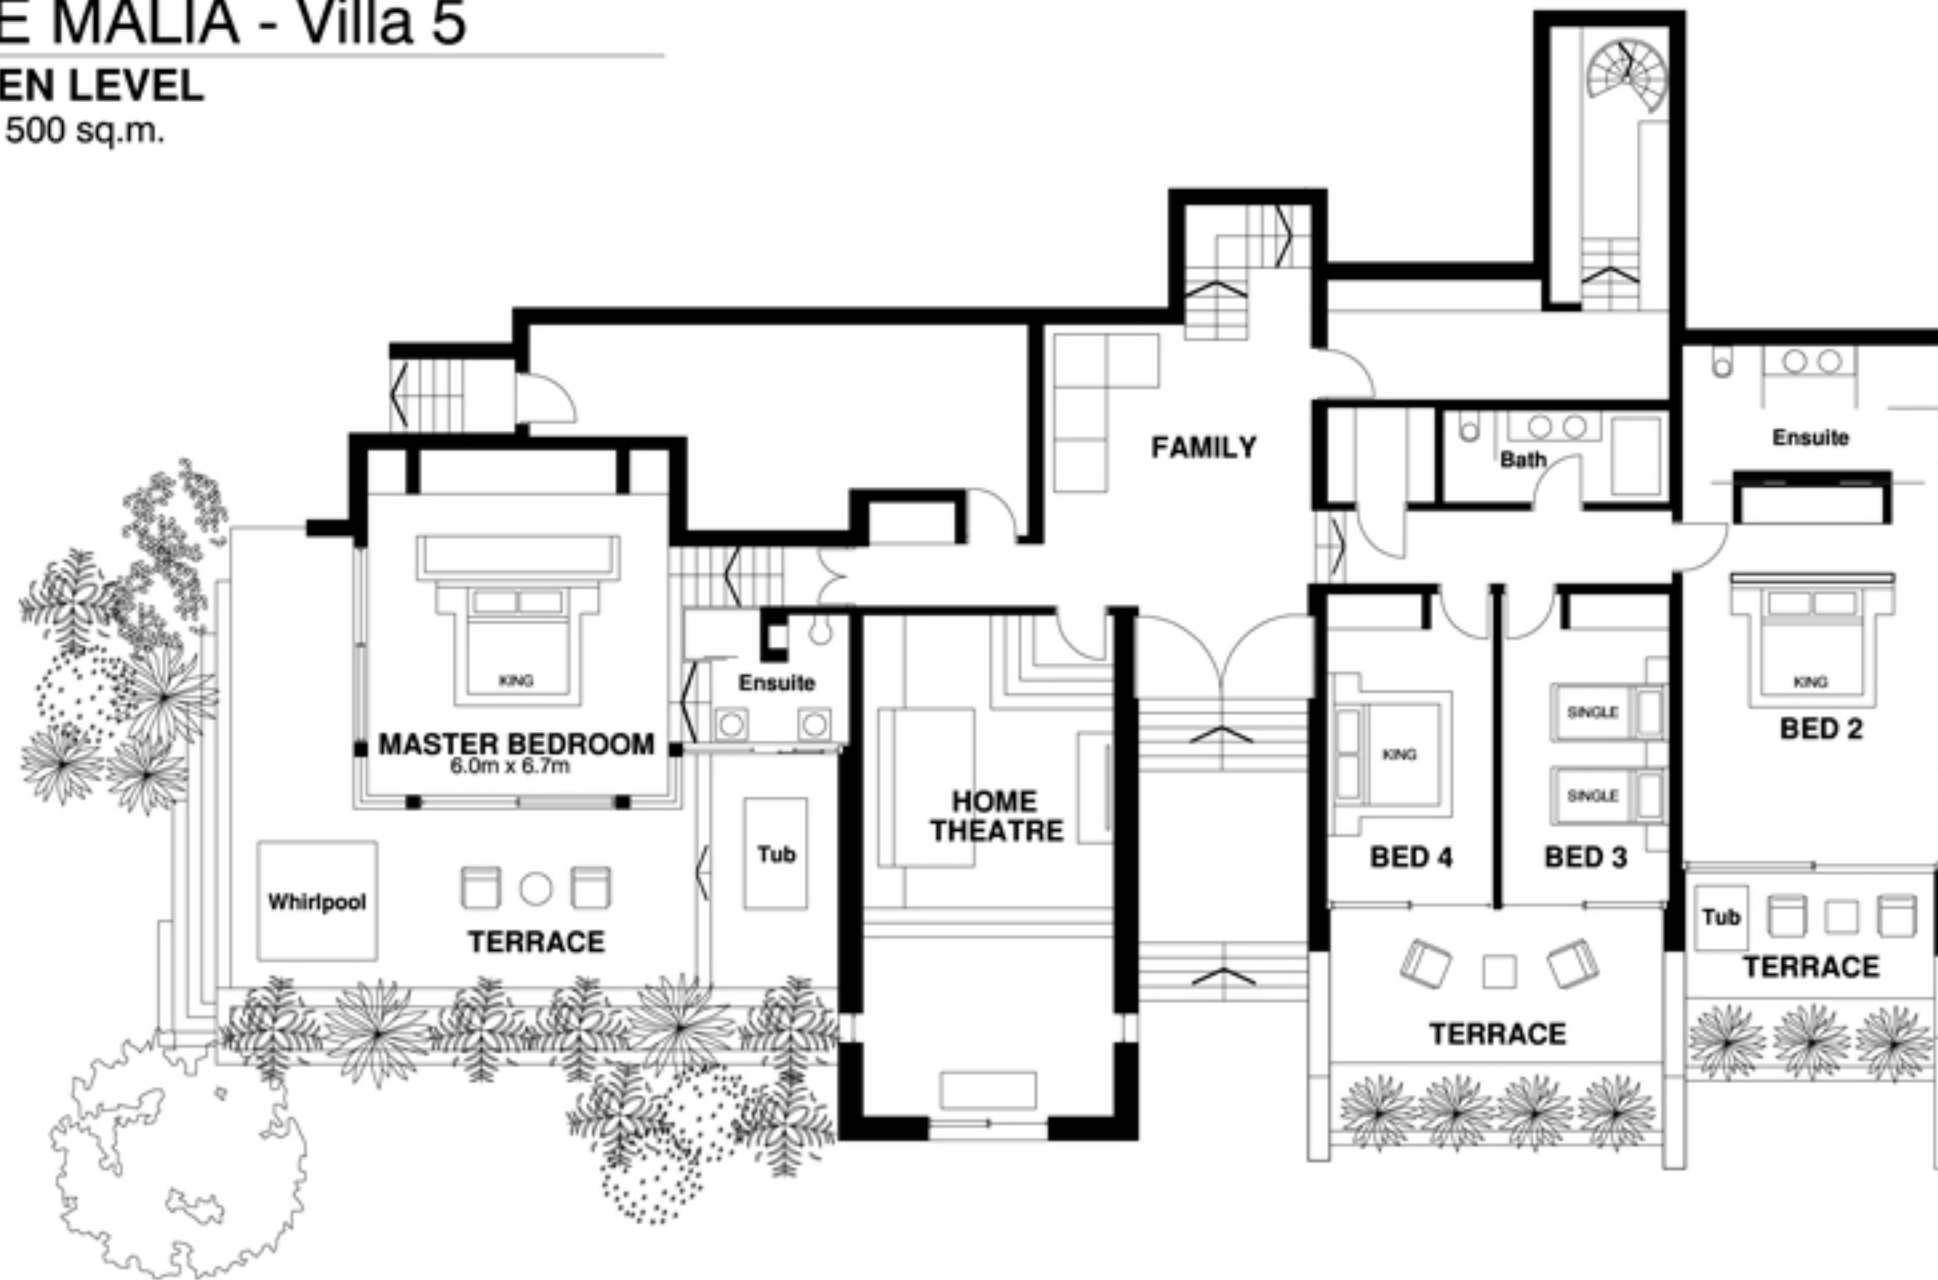 E MALIA - Villa 5
EN LEVEL
500 sq.m.
FAMILY
Ensuite
Bath
KING
Ensuite
MASTER BEDROOM
6.0m x 6.7m
KING
BED 2
SINGLE
KING
SINGLE
HOME
THEATRE
Tub
BED 4
BED 3
Whirlpool
TERRACE
Tub
TERRACE
TERRACE